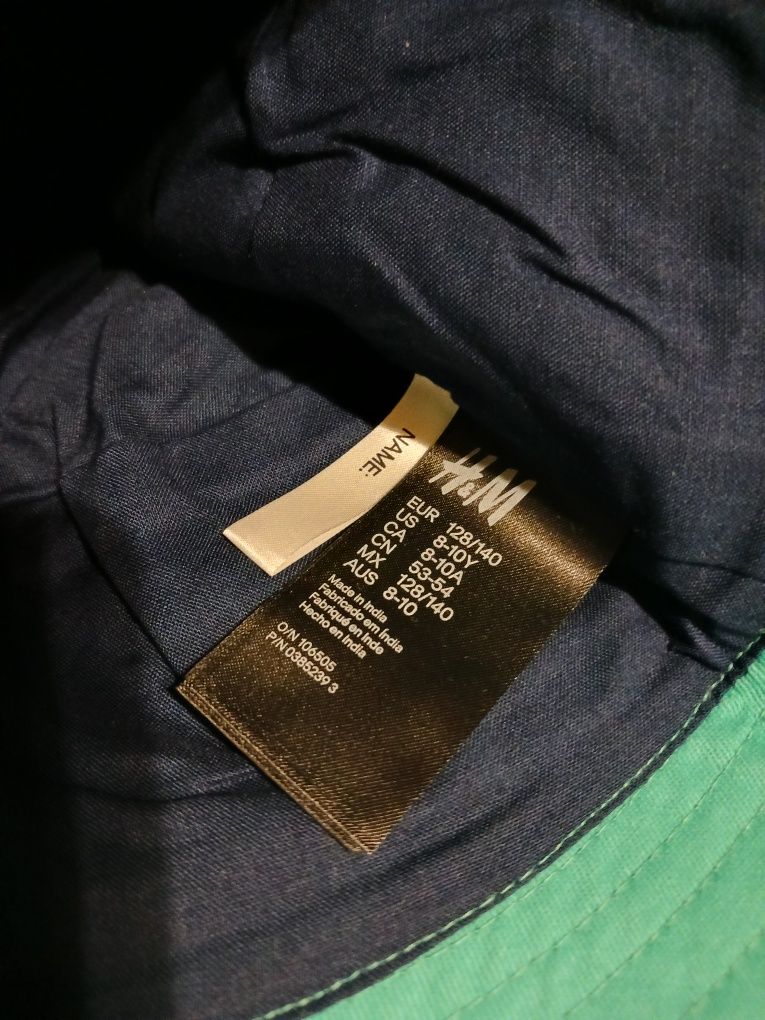 NAME:
H&M
EUR 128/140
US 8-10Y
CA 8-10A
CN 53-54
MX 128/140
AUS 8-10
Made in India
Fabricado em Índia
Fabriqué en Inde
Hecho en India
O/N 106505
P/N 0385239 3